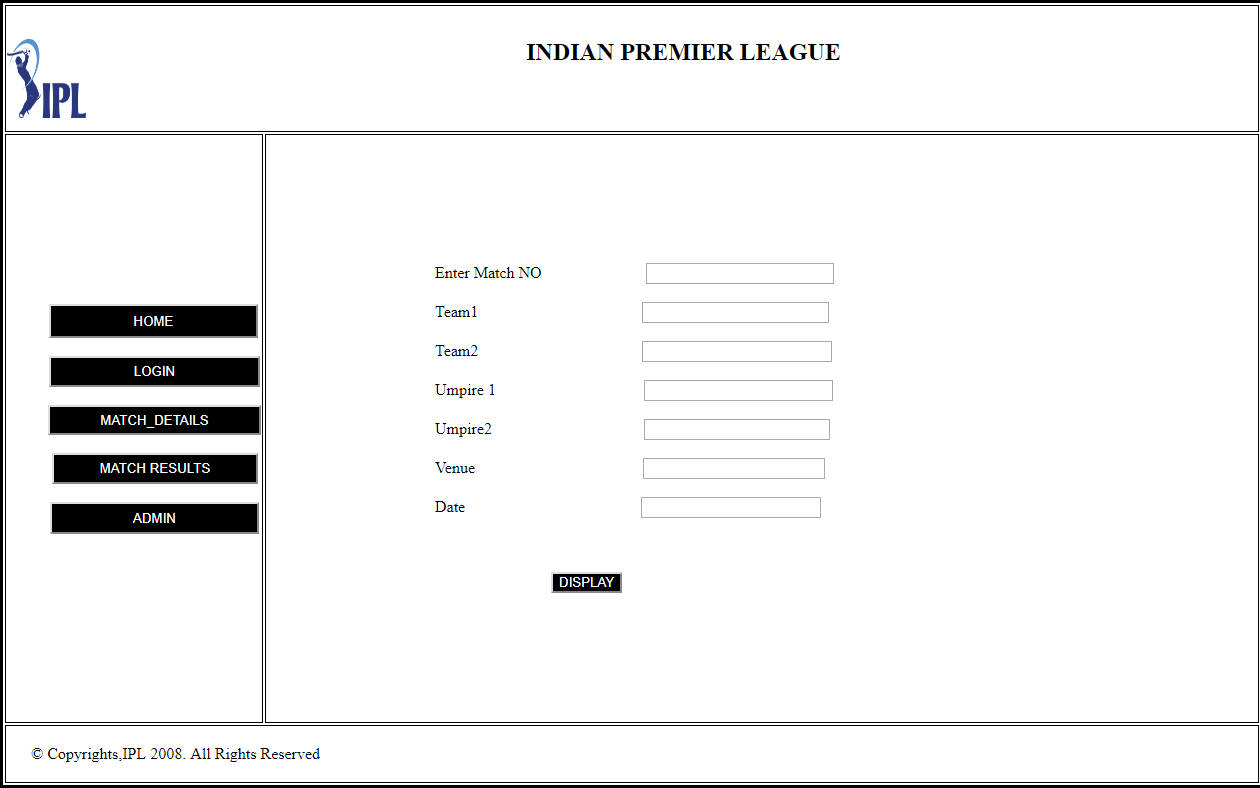 INDIAN PREMIER LEAGUE
IPL
HOME
LOGIN
MATCH_DETAILS
MATCH RESULTS
ADMIN
Enter Match NO
Team1
Team2
Umpire 1
Umpire2
Venue
Date
DISPLAY
© Copyrights,IPL 2008. All Rights Reserved